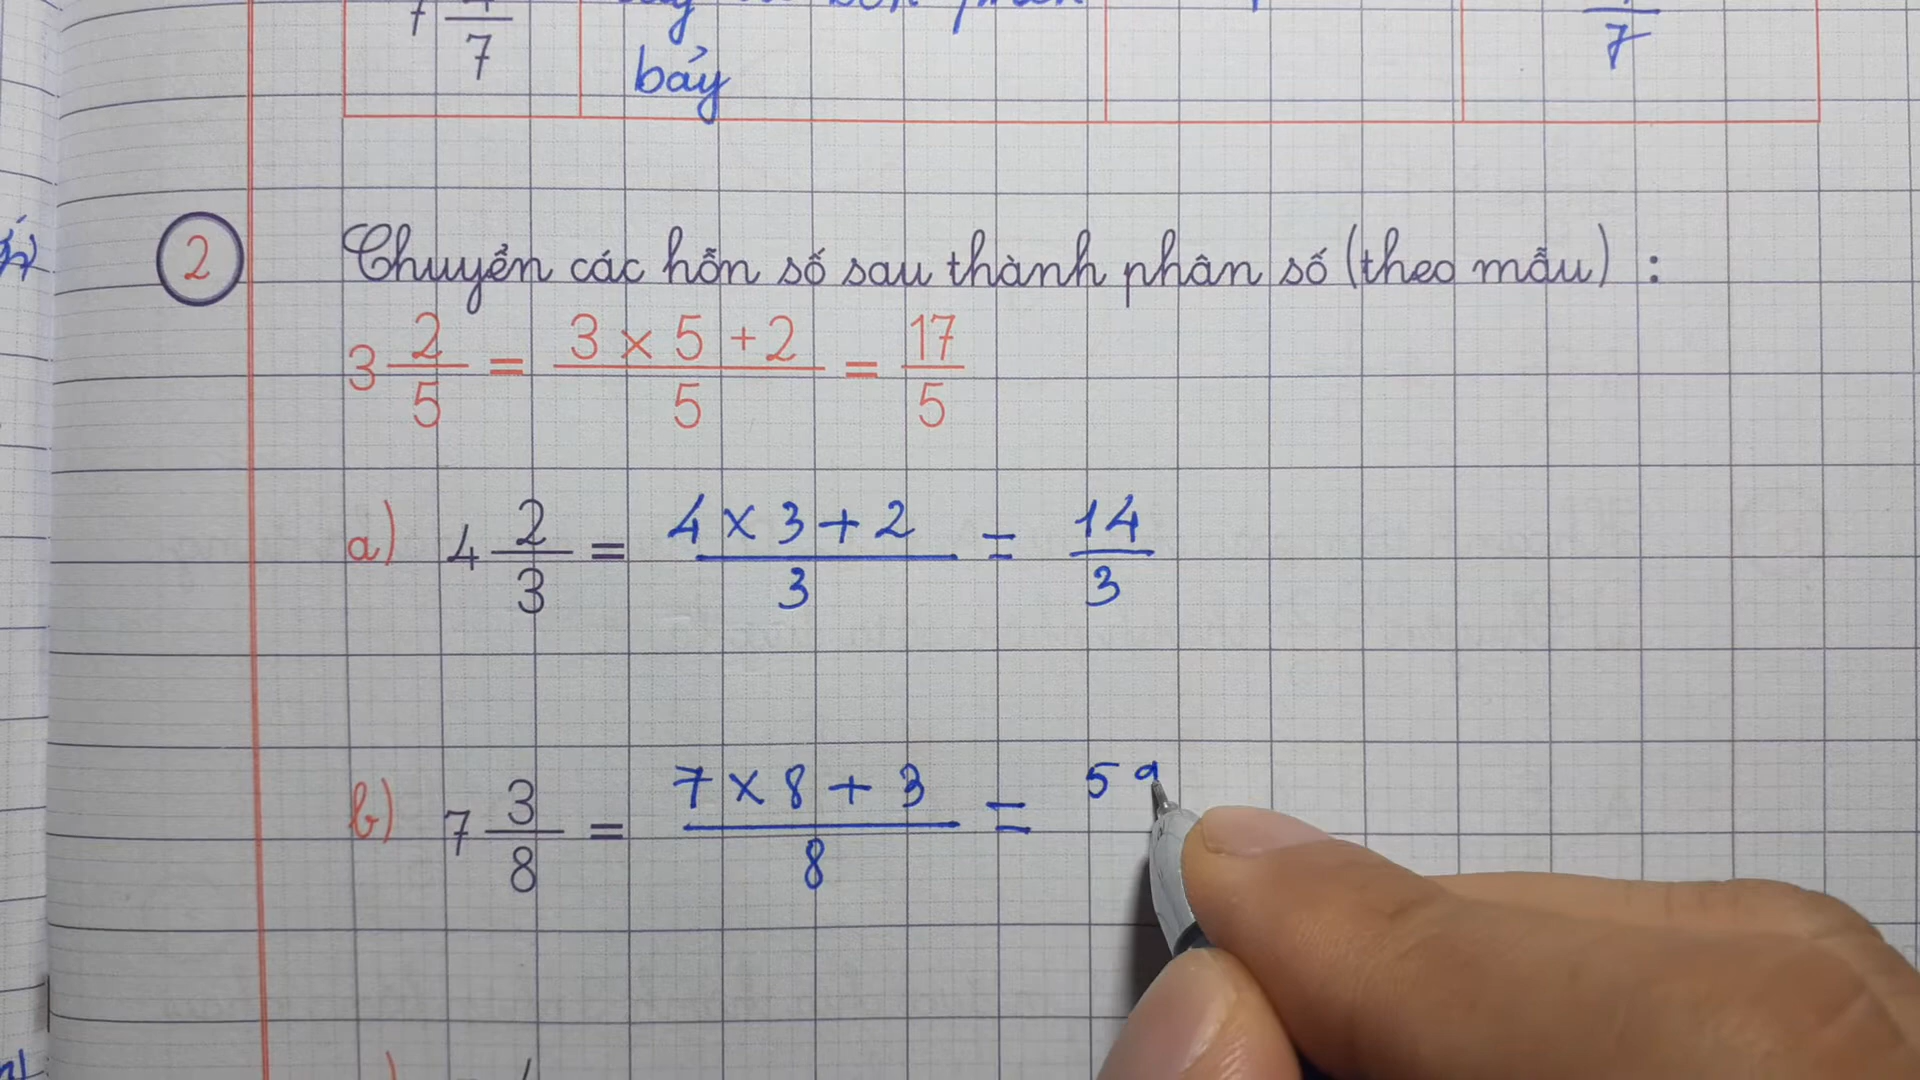 7
7
bảy
7
2
Chuyển các hỗn số sau thành phân số (theo mẫu) :
3 2/5 = 3 × 5 + 2 / 5 = 17/5
a) 4 2/3 = 4 × 3 + 2 / 3 = 14/3
b) 7 3/8 = 7 × 8 + 3 / 8 = 59